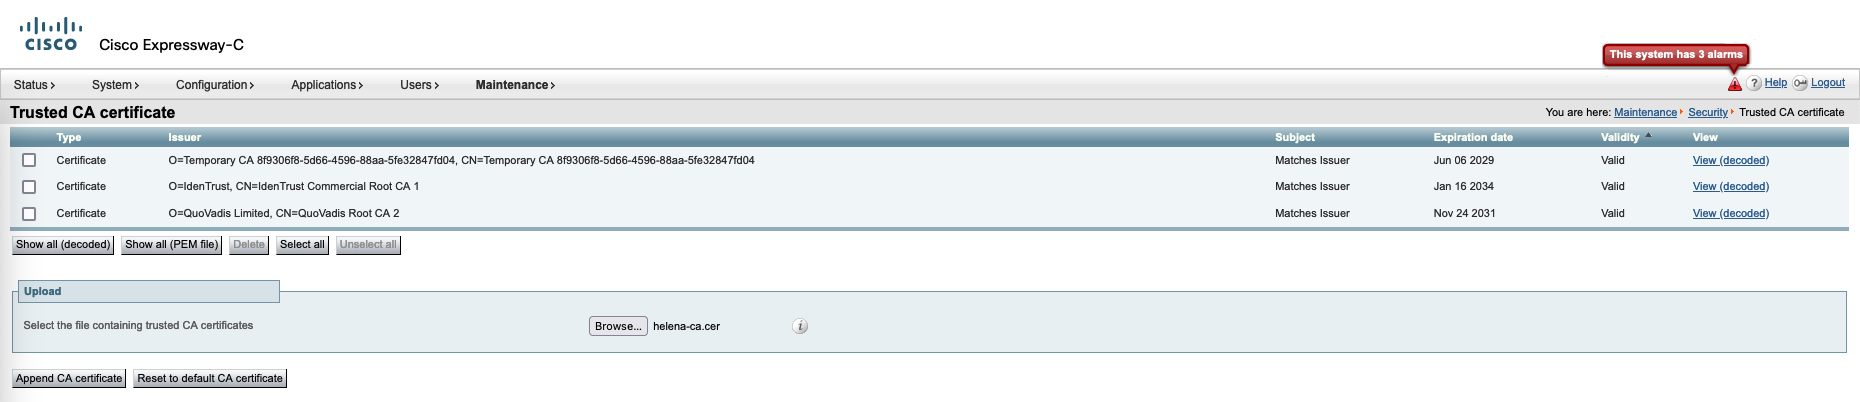 CISCO Cisco Expressway-C
This system has 3 alarms
Status› System› Configuration› Applications› Users› Maintenance› ? Help Logout
Trusted CA certificate You are here: Maintenance Security Trusted CA certificate
Type Issuer Subject Expiration date Validity View
Certificate O=Temporary CA 8f9306f8-5d66-4596-88aa-5fe32847fd04, CN=Temporary CA 8f9306f8-5d66-4596-88aa-5fe32847fd04 Matches Issuer Jun 06 2029 Valid View (decoded)
Certificate O=IdenTrust, CN=IdenTrust Commercial Root CA 1 Matches Issuer Jan 16 2034 Valid View (decoded)
Certificate O=QuoVadis Limited, CN=QuoVadis Root CA 2 Matches Issuer Nov 24 2031 Valid View (decoded)
Show all (decoded) Show all (PEM file) Delete Select all Unselect all
Upload
Select the file containing trusted CA certificates Browse... helena-ca.cer i
Append CA certificate Reset to default CA certificate